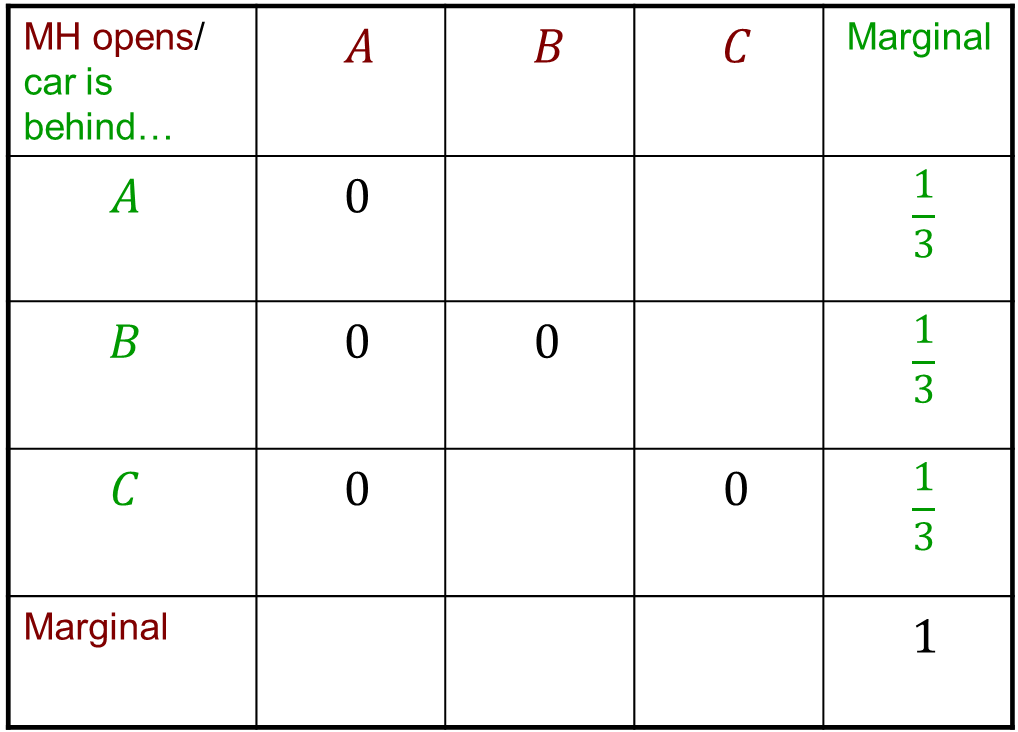 MH opens/ A B C Marginal
car is
behind…
A 0 1/3
B 0 0 1/3
C 0 0 1/3
Marginal 1